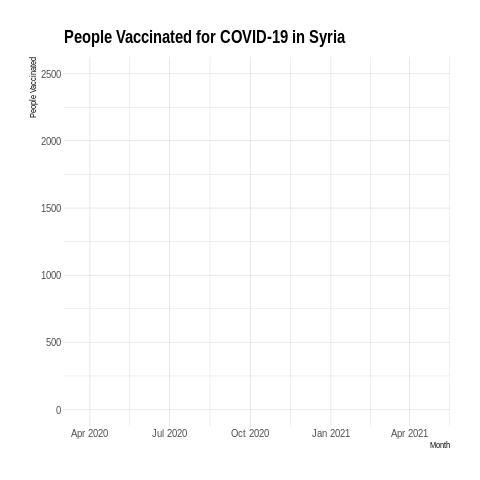 People Vaccinated for COVID-19 in Syria
People Vaccinated
2500
2000
1500
1000
500
0
Apr 2020 Jul 2020 Oct 2020 Jan 2021 Apr 2021
Month